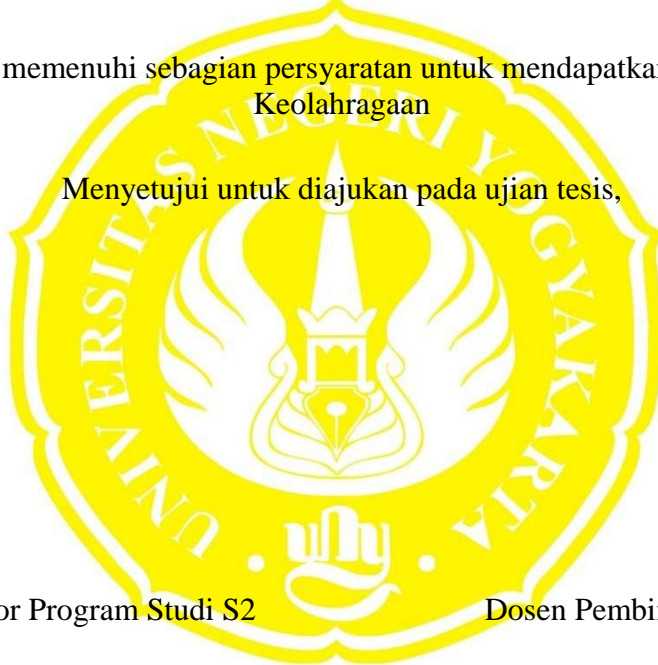 memenuhi sebagian persyaratan untuk mendapatkan
Keolahragaan
Menyetujui untuk diajukan pada ujian tesis,
UNIVERSITAS NEGERI YOGYAKARTA
uny
or Program Studi S2 Dosen Pembi